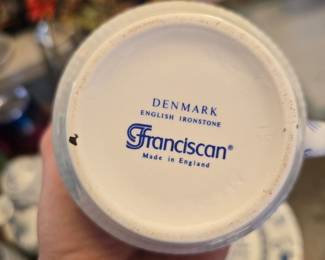 DENMARK
ENGLISH IRONSTONE
Franciscan®
Made in England